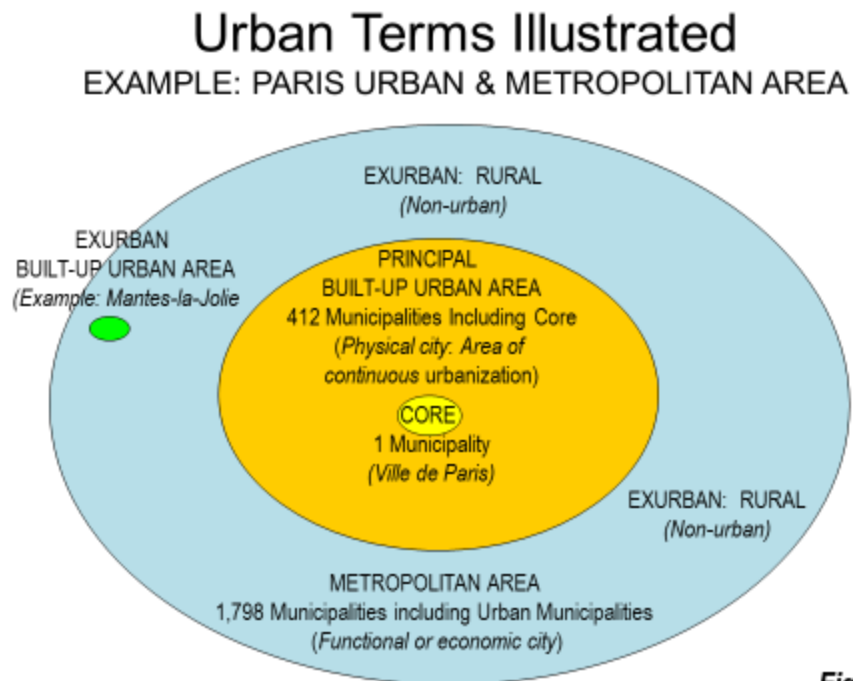 Urban Terms Illustrated
EXAMPLE: PARIS URBAN & METROPOLITAN AREA
EXURBAN: RURAL
(Non-urban)
EXURBAN
BUILT-UP URBAN AREA
(Example: Mantes-la-Jolie
PRINCIPAL
BUILT-UP URBAN AREA
412 Municipalities Including Core
(Physical city: Area of
continuous urbanization)
CORE
1 Municipality
(Ville de Paris)
EXURBAN: RURAL
(Non-urban)
METROPOLITAN AREA
1,798 Municipalities including Urban Municipalities
(Functional or economic city)